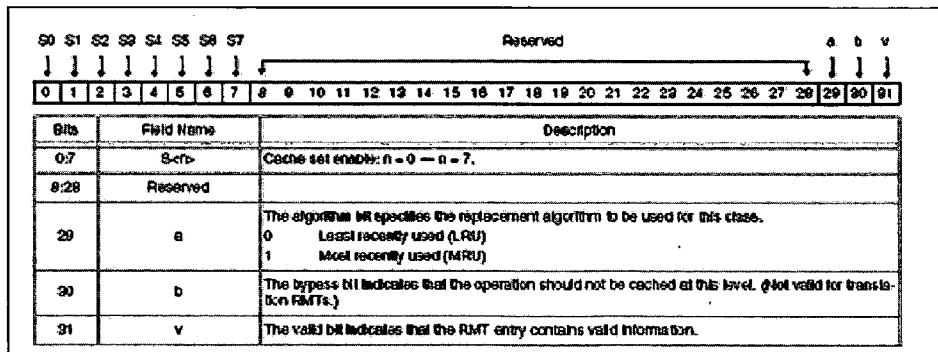 S0 S1 S2 S3 S4 S5 S6 S7 Reserved a b v
0 1 2 3 4 5 6 7 8 9 10 11 12 13 14 15 16 17 18 19 20 21 22 23 24 25 26 27 28 29 30 31
Bits Field Name Description
0:7 S<n> Cache set enable: n = 0 — n = 7.
8:28 Reserved
The algorithm bit specifies the replacement algorithm to be used for this class.
29 a 0 Least recently used (LRU)
1 Most recently used (MRU)
30 b The bypass bit indicates that the operation should not be cached at this level. (Not valid for transla-
tion RMTs.)
31 v The valid bit indicates that the RMT entry contains valid information.